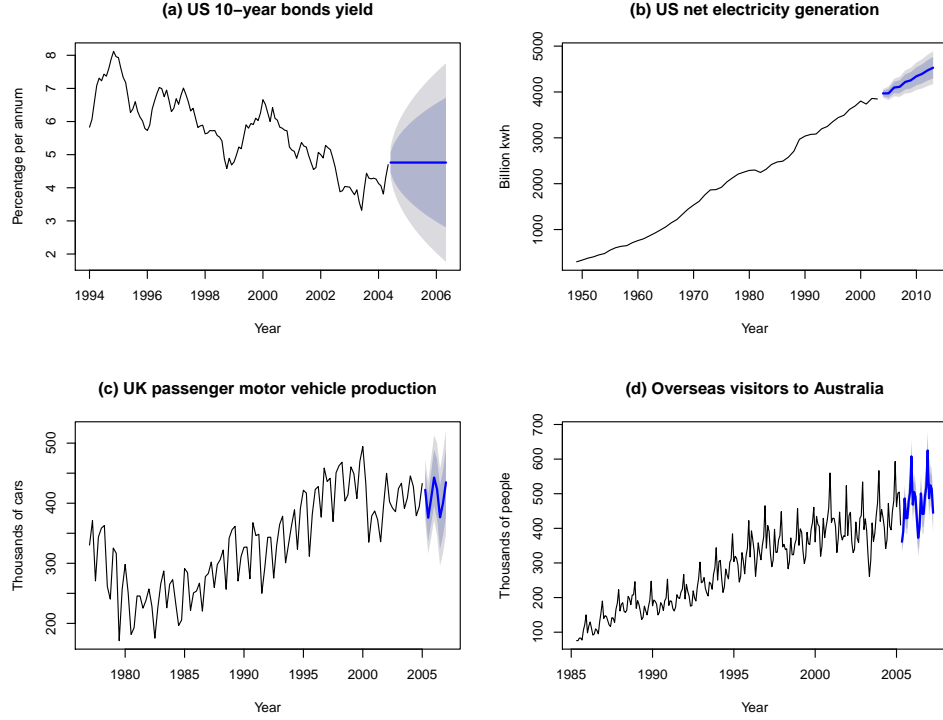 (a) US 10−year bonds yield
Percentage per annum
8
7
6
5
4
3
2
1994 1996 1998 2000 2002 2004 2006
Year
(b) US net electricity generation
Billion kwh
5000
4000
3000
2000
1000
1950 1960 1970 1980 1990 2000 2010
Year
(c) UK passenger motor vehicle production
Thousands of cars
500
400
300
200
1980 1985 1990 1995 2000 2005
Year
(d) Overseas visitors to Australia
Thousands of people
700
600
500
400
300
200
100
1985 1990 1995 2000 2005
Year